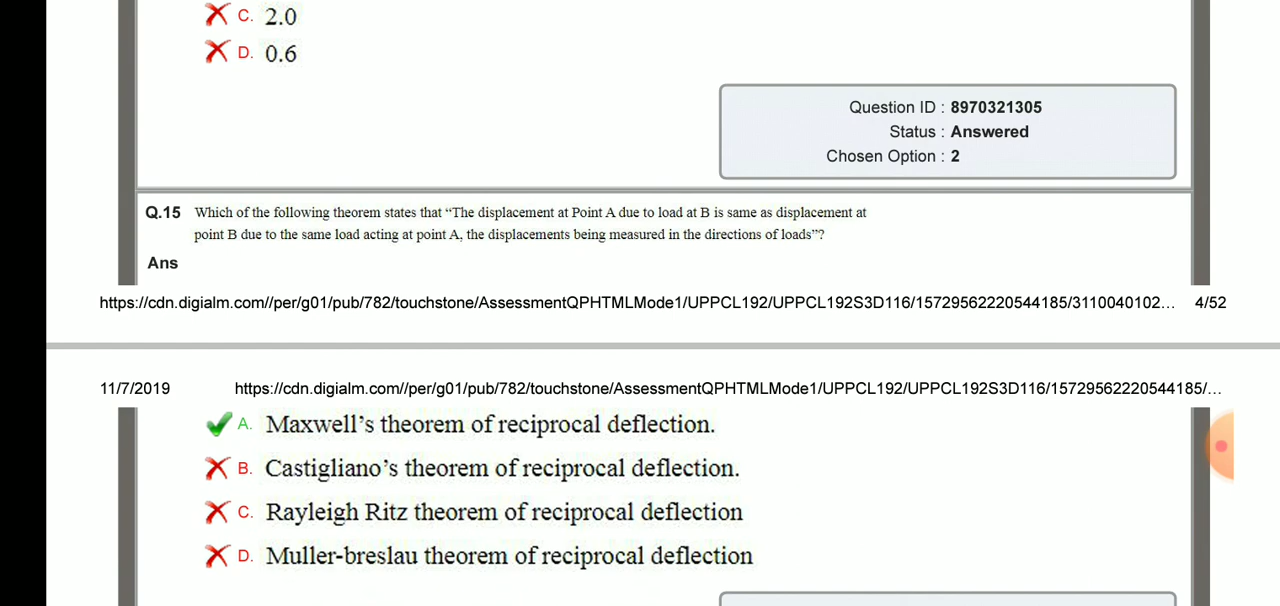 C. 2.0
D. 0.6
Question ID : 8970321305
Status : Answered
Chosen Option : 2
Q.15 Which of the following theorem states that “The displacement at Point A due to load at B is same as displacement at
point B due to the same load acting at point A, the displacements being measured in the directions of loads”?
Ans
https://cdn.digialm.com//per/g01/pub/782/touchstone/AssessmentQPHTMLMode1/UPPCL192/UPPCL192S3D116/15729562220544185/3110040102... 4/52
11/7/2019 https://cdn.digialm.com//per/g01/pub/782/touchstone/AssessmentQPHTMLMode1/UPPCL192/UPPCL192S3D116/15729562220544185/...
A. Maxwell’s theorem of reciprocal deflection.
B. Castigliano’s theorem of reciprocal deflection.
C. Rayleigh Ritz theorem of reciprocal deflection
D. Muller-breslau theorem of reciprocal deflection